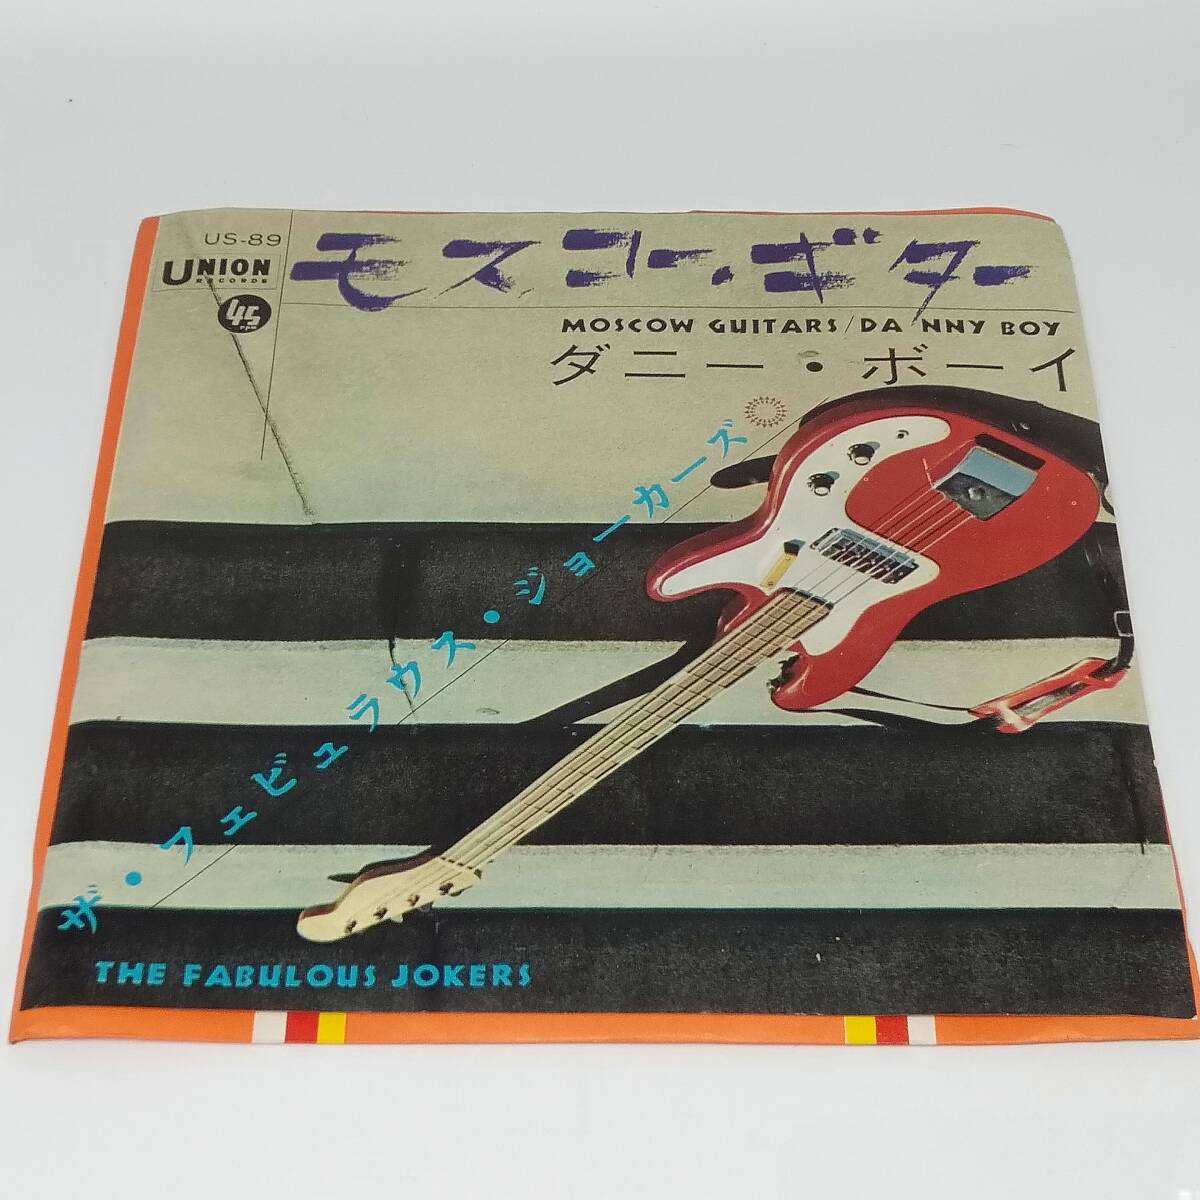 US-89
UNION
RECORDS
45
rpm
モスコー・ギター
MOSCOW GUITARS/DANNY BOY
ダニー・ボーイ
ザ・フェビュラウス・ジョーカーズ
THE FABULOUS JOKERS